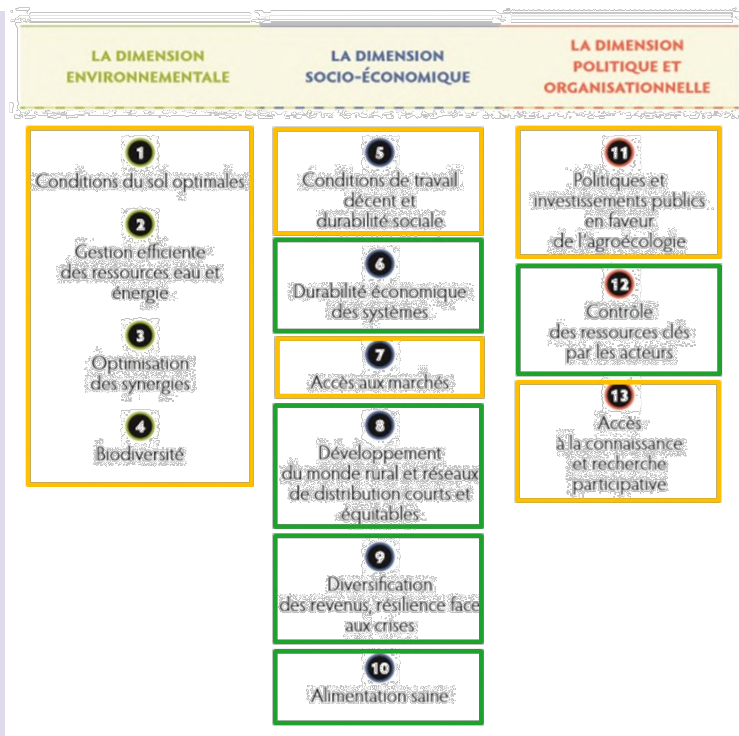 LA DIMENSION
ENVIRONNEMENTALE
1
Conditions du sol optimales
2
Gestion efficiente
des ressources eau et
énergie
3
Optimisation
des synergies
4
Biodiversité
LA DIMENSION
SOCIO-ÉCONOMIQUE
5
Conditions de travail
décent et
durabilité sociale
6
Durabilité économique
des systèmes
7
Accès aux marchés
8
Développement
du monde rural et réseaux
de distribution courts et
équitables
9
Diversification
des revenus, résilience face
aux crises
10
Alimentation saine
LA DIMENSION
POLITIQUE ET
ORGANISATIONNELLE
11
Politiques et
investissements publics
en faveur
de l'agroécologie
12
Contrôle
des ressources clés
par les acteurs
13
Accès
à la connaissance
et recherche
participative